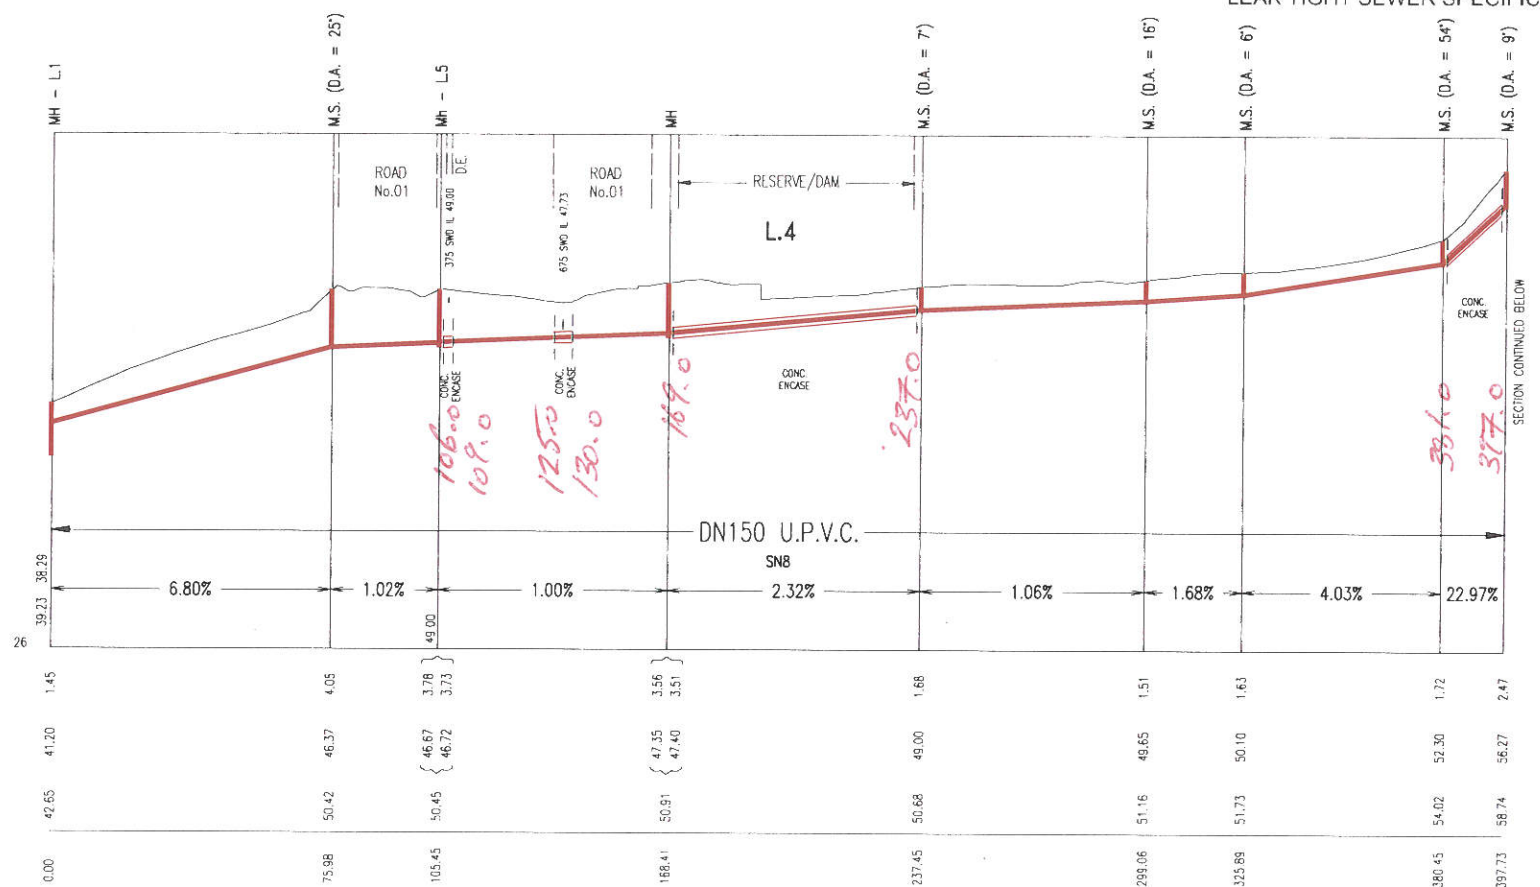 LEAK TIGHT SEWER SPECIFIC
MH - L1
M.S. (D.A. = 25°)
Mh - L5
MH
M.S. (D.A. = 7°)
M.S. (D.A. = 16°)
M.S. (D.A. = 6°)
M.S. (D.A. = 54°)
M.S. (D.A. = 9°)
ROAD
No.01
D.E.
375 SWD IL 49.00
675 SWD IL 47.73
ROAD
No.01
RESERVE/DAM
L.4
CONC.
ENCASE
CONC.
ENCASE
CONC.
ENCASE
CONC.
ENCASE
SECTION CONTINUED BELOW
106.0
109.0
125.0
130.0
169.0
237.0
397.0
DN150 U.P.V.C.
SN8
39.23 38.29
6.80% 1.02% 1.00% 2.32% 1.06% 1.68% 4.03% 22.97%
49.00
26
1.45 4.05 3.78 3.73 3.56 3.51 1.68 1.51 1.63 1.72 2.47
41.20 46.37 46.67 46.72 47.35 47.40 49.00 49.65 50.10 52.30 56.27
42.65 50.42 50.45 50.91 50.68 51.16 51.73 54.02 58.74
0.00 75.98 105.45 168.41 237.45 299.06 325.89 380.45 397.73